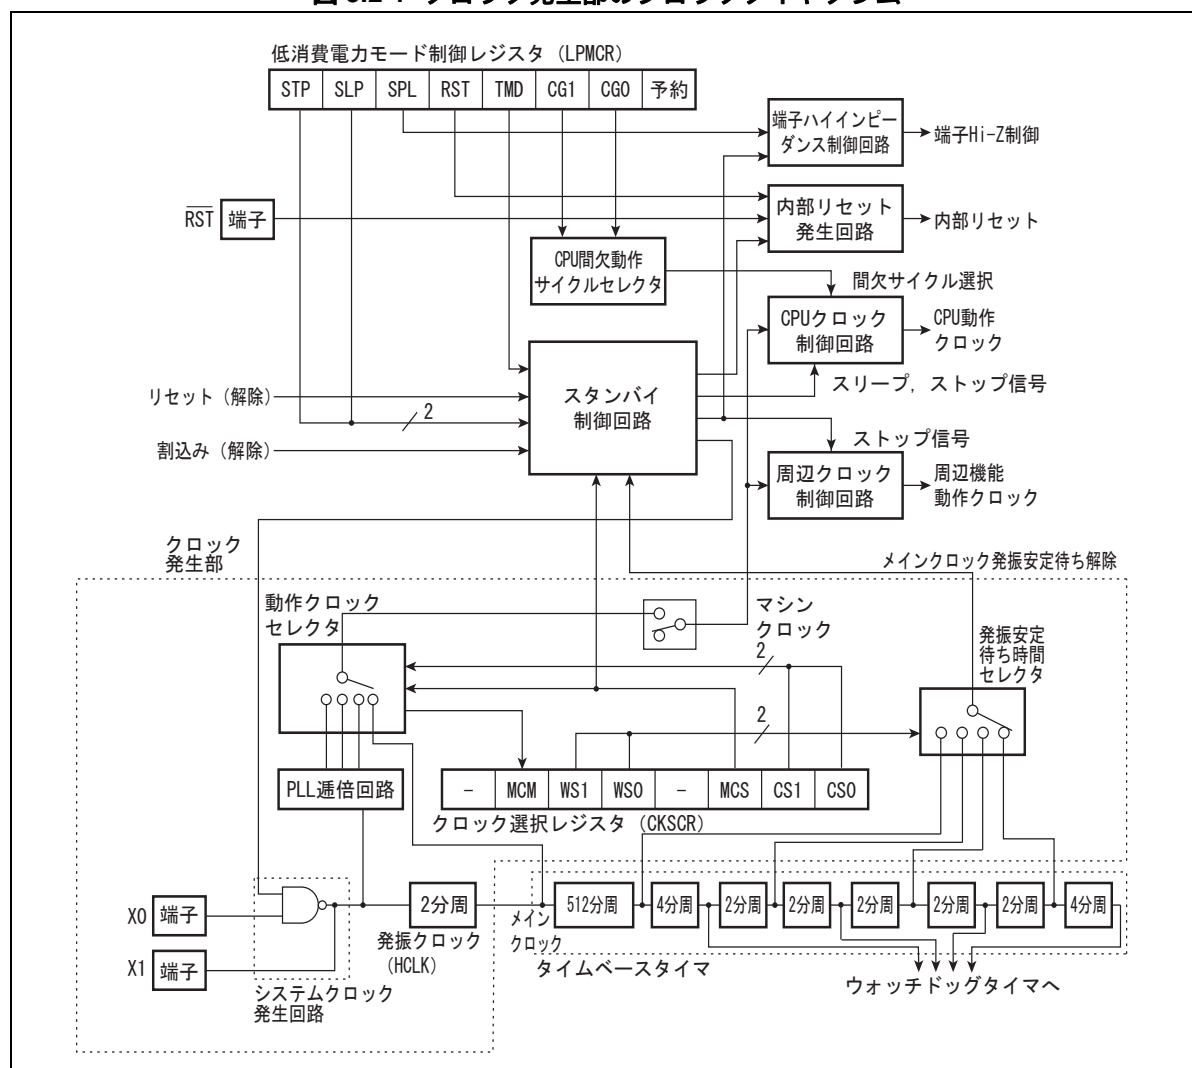 低消費電力モード制御レジスタ (LPMCR)
STP SLP SPL RST TMD CG1 CG0 予約
端子ハイインピー
ダンス制御回路
端子Hi-Z制御
RST 端子
内部リセット
発生回路
内部リセット
CPU間欠動作
サイクルセレクタ
間欠サイクル選択
CPUクロック
制御回路
CPU動作
クロック
スタンバイ
制御回路
スリープ, ストップ信号
リセット (解除)
2
割込み (解除)
ストップ信号
周辺クロック
制御回路
周辺機能
動作クロック
クロック
発生部
メインクロック発振安定待ち解除
動作クロック
セレクタ
マシン
クロック
2
発振安定
待ち時間
セレクタ
2
PLL逓倍回路
- MCM WS1 WS0 - MCS CS1 CS0
クロック選択レジスタ (CKSCR)
X0 端子
X1 端子
システムクロック
発生回路
2分周
発振クロック
(HCLK)
メイン
クロック
512分周 4分周 2分周 2分周 2分周 2分周 2分周 4分周
タイムベースタイマ
ウォッチドッグタイマへ